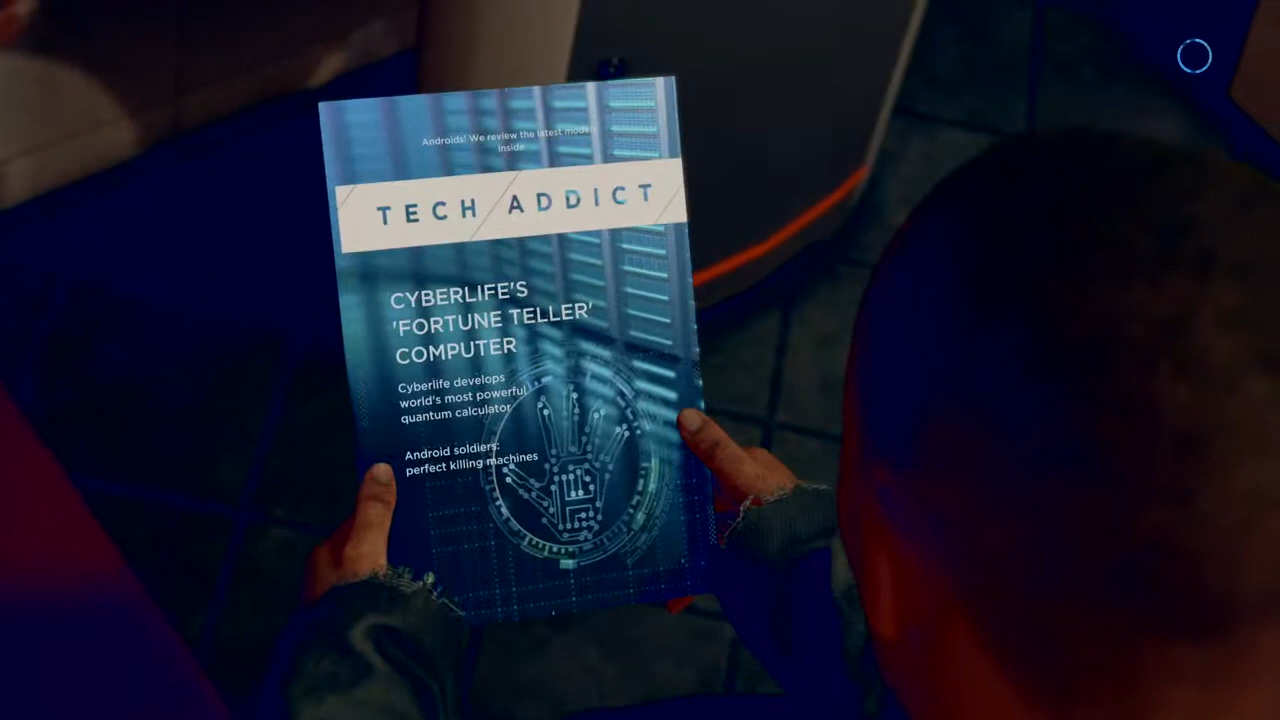 Androids! We review the latest models
inside
TECH ADDICT
CYBERLIFE'S
'FORTUNE TELLER'
COMPUTER
Cyberlife develops
world's most powerful
quantum calculator
Android soldiers:
perfect killing machines